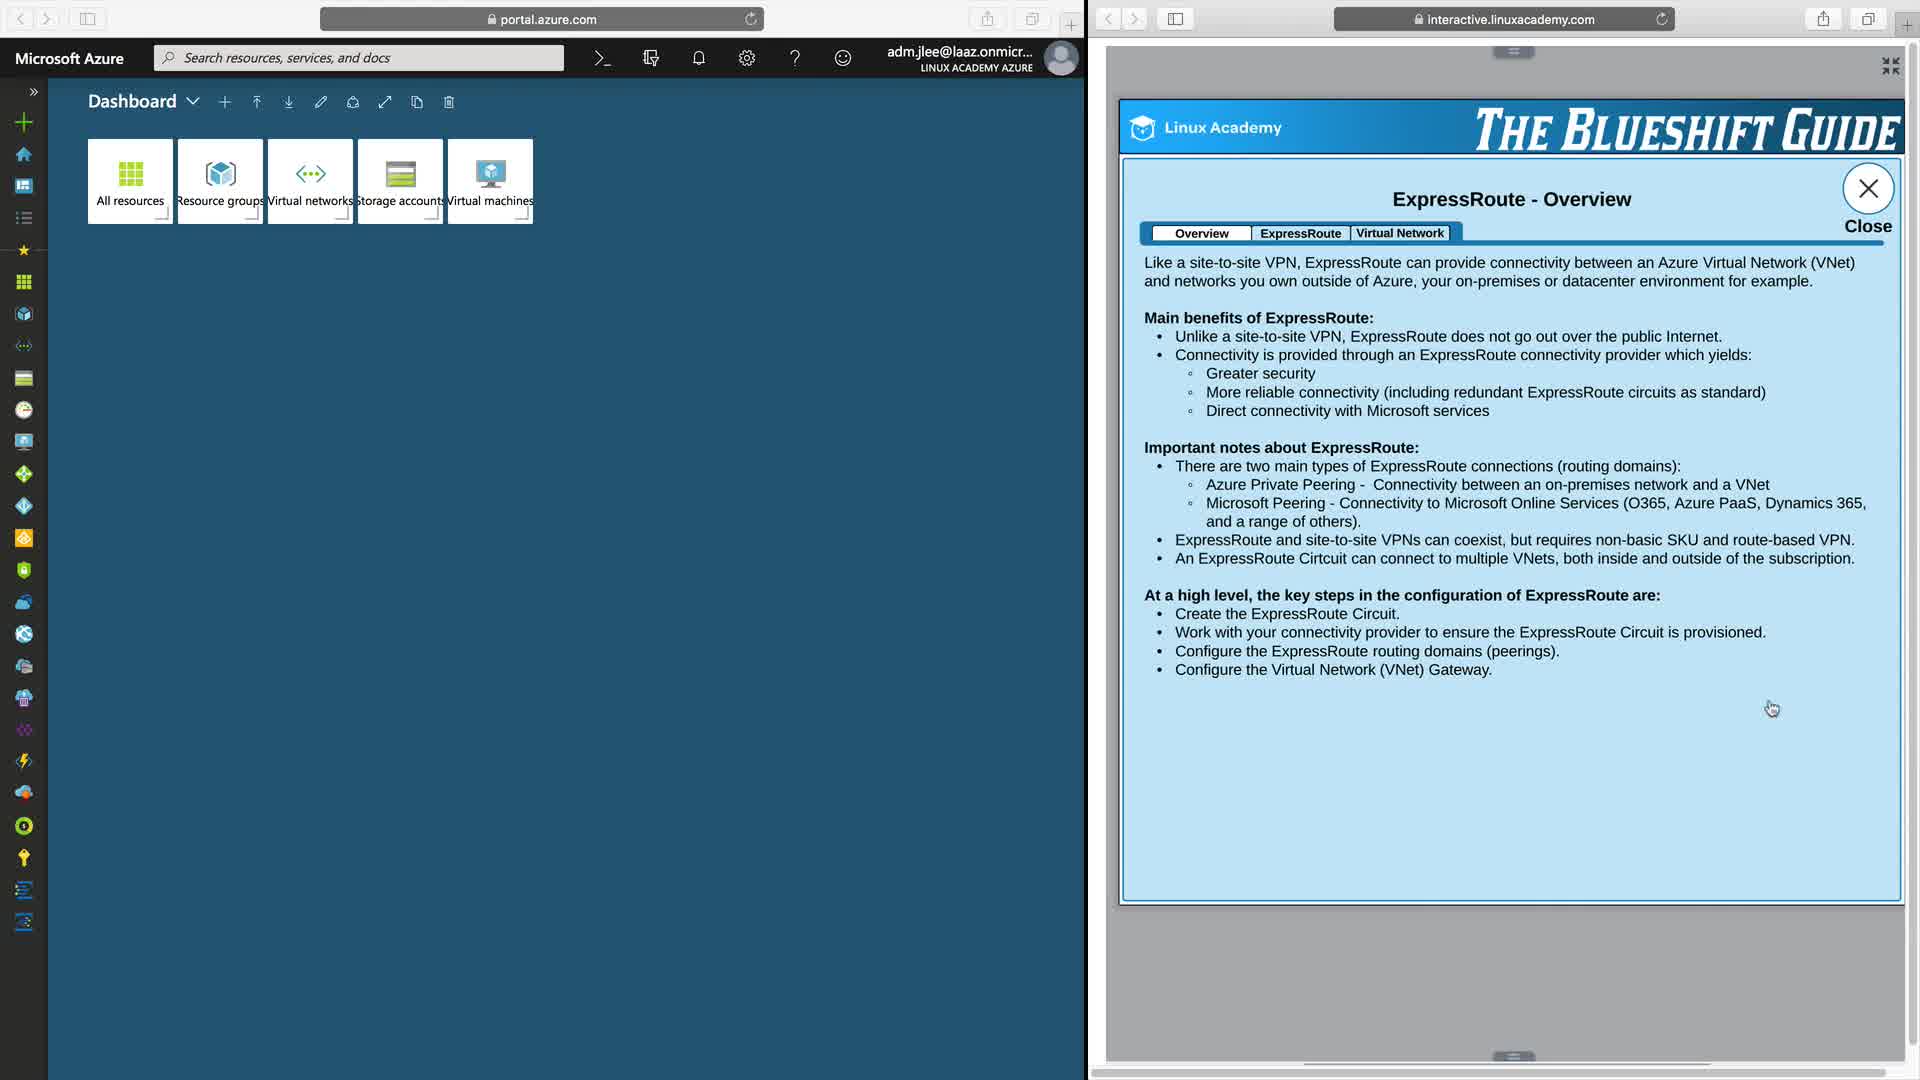 portal.azure.com
Microsoft Azure
Search resources, services, and docs
adm.jlee@laaz.onmicr...
LINUX ACADEMY AZURE
Dashboard
All resources
Resource groups
Virtual networks
Storage accounts
Virtual machines
interactive.linuxacademy.com
Linux Academy
THE BLUESHIFT GUIDE
ExpressRoute - Overview
Close
Overview
ExpressRoute
Virtual Network
Like a site-to-site VPN, ExpressRoute can provide connectivity between an Azure Virtual Network (VNet)
and networks you own outside of Azure, your on-premises or datacenter environment for example.
Main benefits of ExpressRoute:
• Unlike a site-to-site VPN, ExpressRoute does not go out over the public Internet.
• Connectivity is provided through an ExpressRoute connectivity provider which yields:
◦ Greater security
◦ More reliable connectivity (including redundant ExpressRoute circuits as standard)
◦ Direct connectivity with Microsoft services
Important notes about ExpressRoute:
• There are two main types of ExpressRoute connections (routing domains):
◦ Azure Private Peering - Connectivity between an on-premises network and a VNet
◦ Microsoft Peering - Connectivity to Microsoft Online Services (O365, Azure PaaS, Dynamics 365,
and a range of others).
• ExpressRoute and site-to-site VPNs can coexist, but requires non-basic SKU and route-based VPN.
• An ExpressRoute Cirtcuit can connect to multiple VNets, both inside and outside of the subscription.
At a high level, the key steps in the configuration of ExpressRoute are:
• Create the ExpressRoute Circuit.
• Work with your connectivity provider to ensure the ExpressRoute Circuit is provisioned.
• Configure the ExpressRoute routing domains (peerings).
• Configure the Virtual Network (VNet) Gateway.